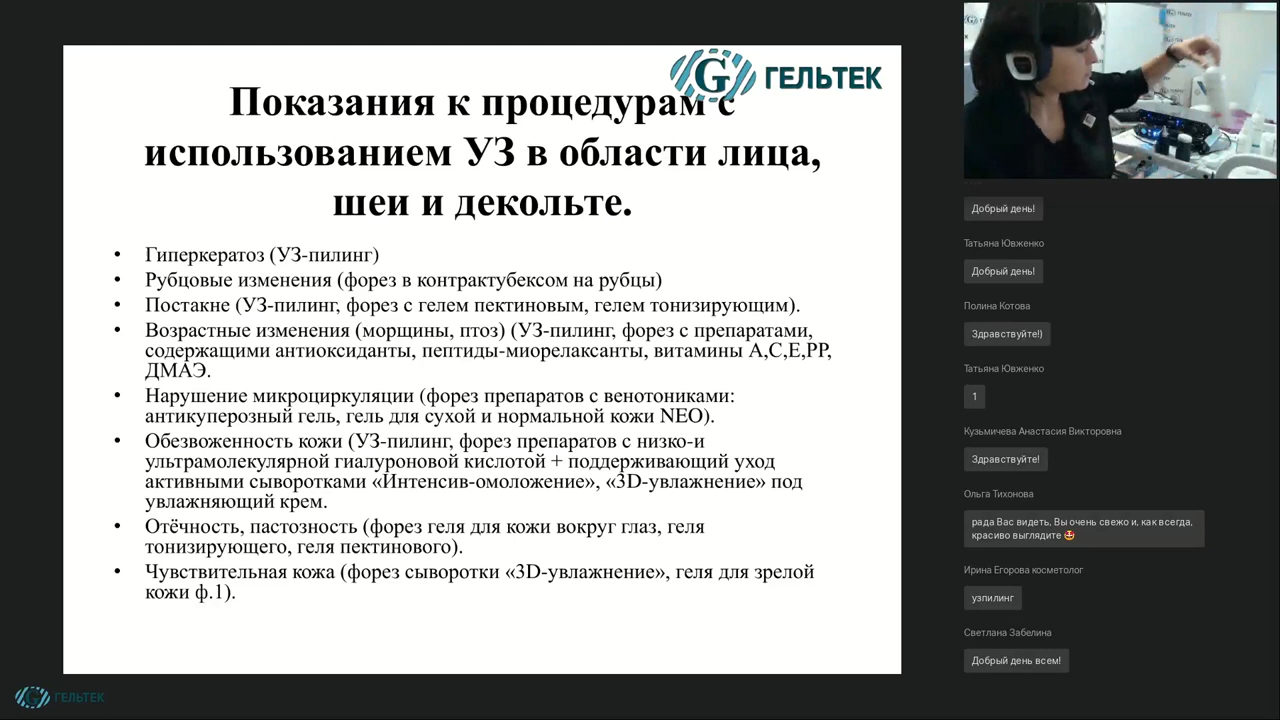 ГЕЛЬТЕК
Показания к процедурам с
использованием УЗ в области лица,
шеи и декольте.
• Гиперкератоз (УЗ-пилинг)
• Рубцовые изменения (форез в контрактубексом на рубцы)
• Постакне (УЗ-пилинг, форез с гелем пектиновым, гелем тонизирующим).
• Возрастные изменения (морщины, птоз) (УЗ-пилинг, форез с препаратами,
содержащими антиоксиданты, пептиды-миорелаксанты, витамины А,С,Е,РР,
ДМАЭ.
• Нарушение микроциркуляции (форез препаратов с венотониками:
антикуперозный гель, гель для сухой и нормальной кожи NEO).
• Обезвоженность кожи (УЗ-пилинг, форез препаратов с низко-и
ультрамолекулярной гиалуроновой кислотой + поддерживающий уход
активными сыворотками «Интенсив-омоложение», «3D-увлажнение» под
увлажняющий крем.
• Отёчность, пастозность (форез геля для кожи вокруг глаз, геля
тонизирующего, геля пектинового).
• Чувствительная кожа (форез сыворотки «3D-увлажнение», геля для зрелой
кожи ф.1).
ГЕЛЬТЕК
Добрый день!
Татьяна Ювженко
Добрый день!
Полина Котова
Здравствуйте!)
Татьяна Ювженко
1
Кузьмичева Анастасия Викторовна
Здравствуйте!
Ольга Тихонова
рада Вас видеть, Вы очень свежо и, как всегда,
красиво выглядите 🤩
Ирина Егорова косметолог
узпилинг
Светлана Забелина
Добрый день всем!